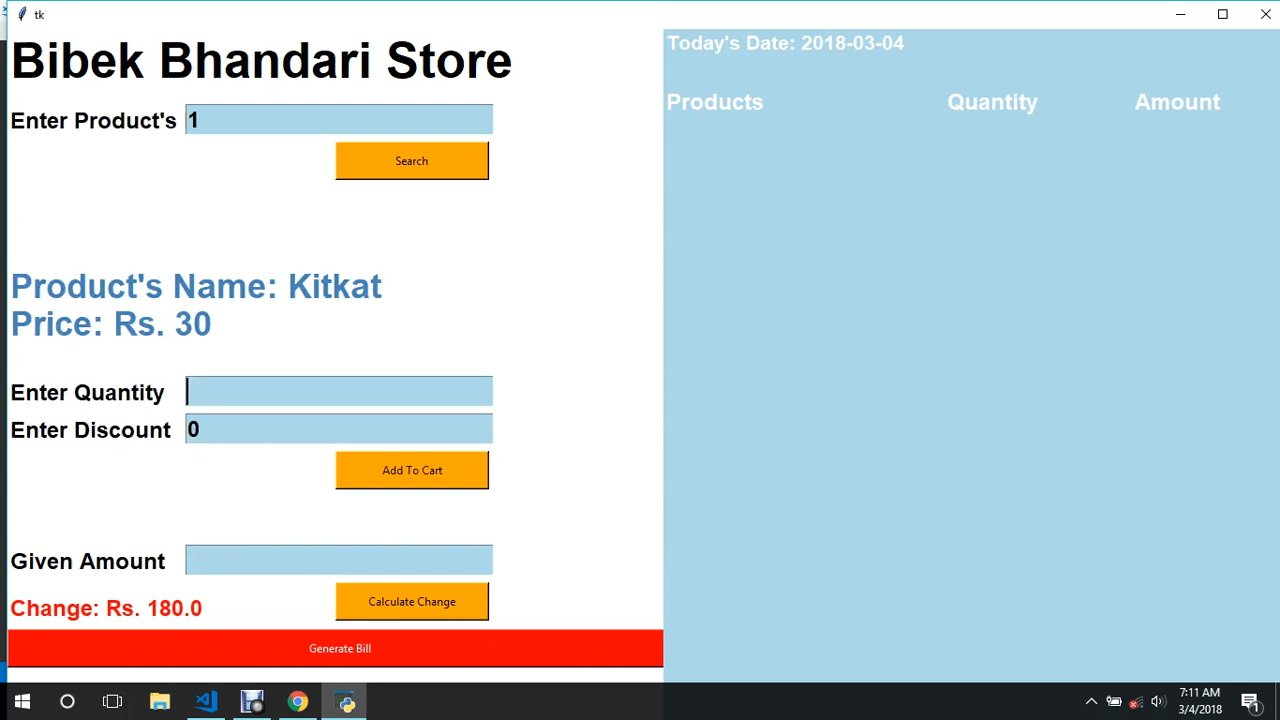 tk
Bibek Bhandari Store
Enter Product's 1
Search
Product's Name: Kitkat
Price: Rs. 30
Enter Quantity
Enter Discount 0
Add To Cart
Given Amount
Change: Rs. 180.0
Calculate Change
Generate Bill
Today's Date: 2018-03-04
Products Quantity Amount
7:11 AM
3/4/2018
1